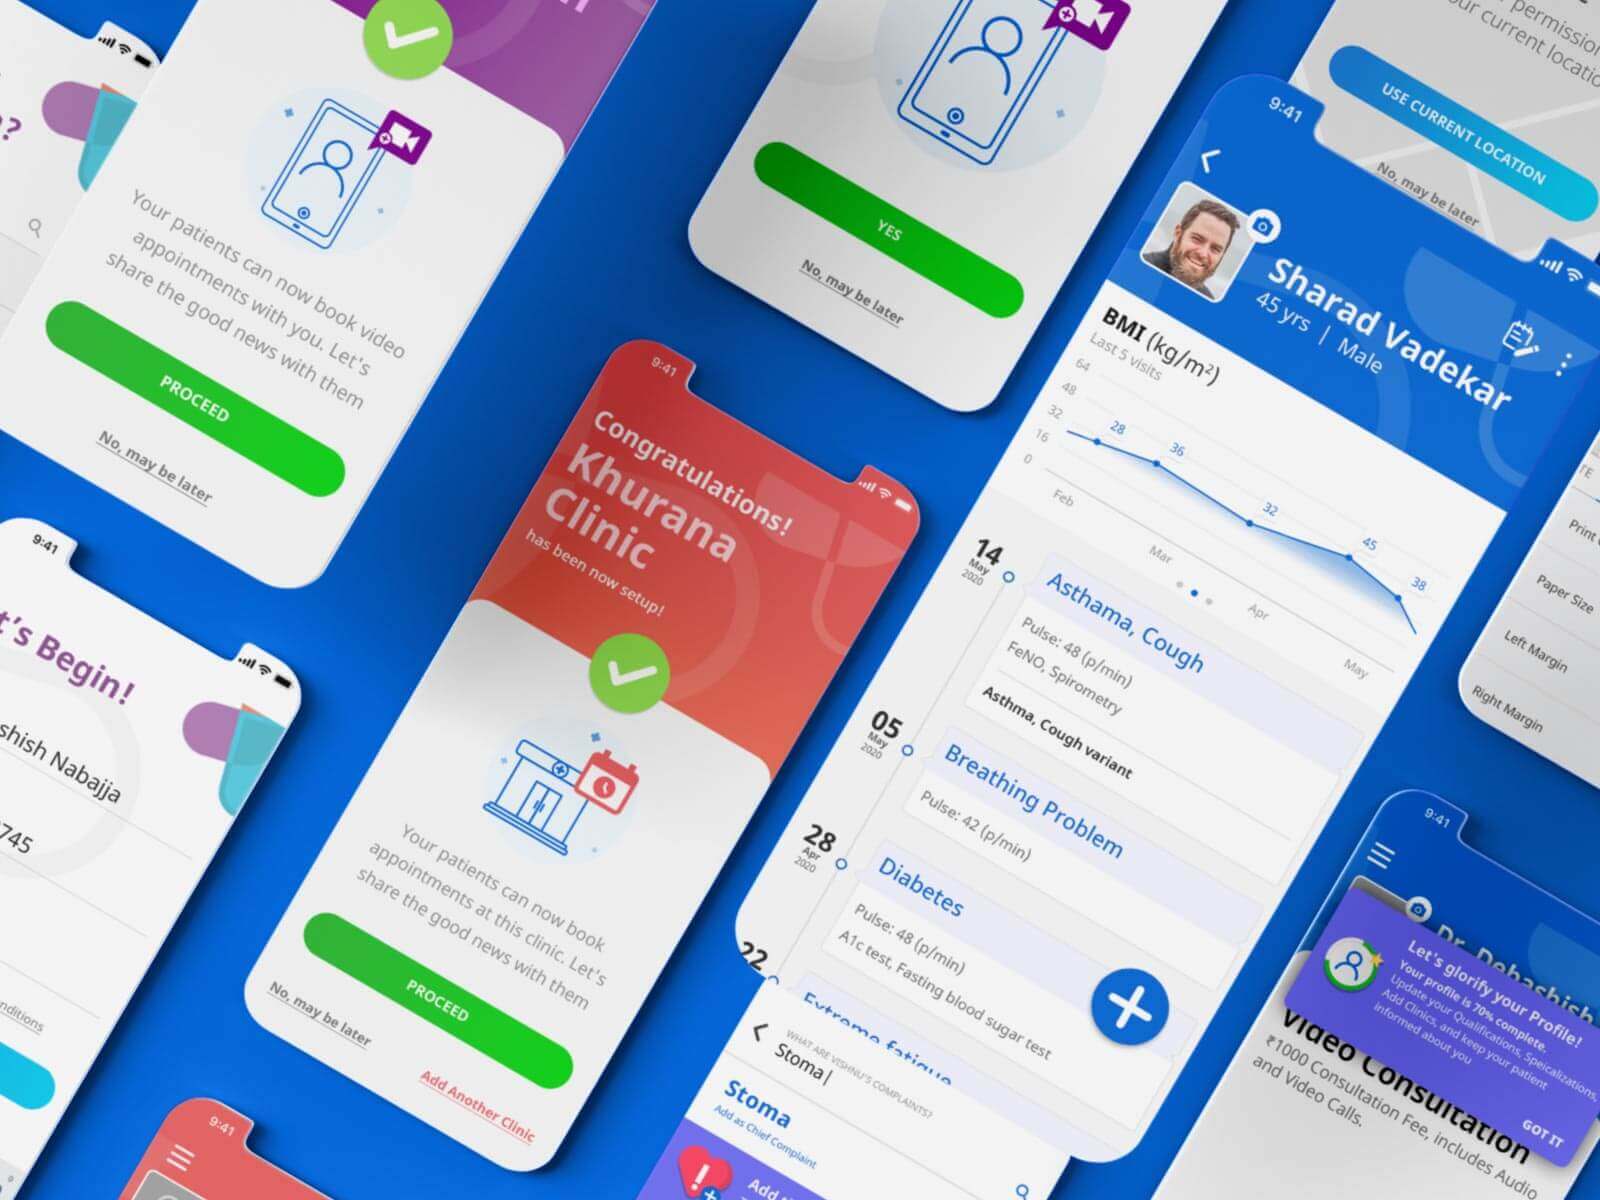 Your patients can now book video
appointments with you. Let's
share the good news with them
PROCEED
No, may be later
YES
No, may be later
your current location
USE CURRENT LOCATION
No, may be later
9:41
Let's Begin!
Nabajja
745
9:41
Congratulations!
Khurana
Clinic
has been now setup!
Your patients can now book
appointments at this clinic. Let's
share the good news with them
PROCEED
No, may be later
Add Another Clinic
9:41
9:41
Sharad Vadekar
45 yrs | Male
BMI (kg/m²)
Last 5 visits
64
48
32
16
0
28
36
32
45
38
Feb
Mar
Apr
May
14
May
2020
Asthama, Cough
Pulse: 48 (p/min)
FeNO, Spirometry
Asthma, Cough variant
05
May
2020
Breathing Problem
Pulse: 42 (p/min)
28
Apr
2020
Diabetes
Pulse: 48 (p/min)
A1c test, Fasting blood sugar test
22
Extreme fatigue
WHAT ARE VISHNU'S COMPLAINTS?
Stoma
Stoma
Add as Chief Complaint
Add
Print
Paper Size
Left Margin
Right Margin
9:41
Dr. Debashish
Let's glorify your Profile!
Your profile is 70% complete.
Update your Qualifications, Speicalizations,
Add Clinics, and keep your patient
informed about you
GOT IT
Video Consultation
₹1000 Consultation Fee, includes Audio
and Video Calls.